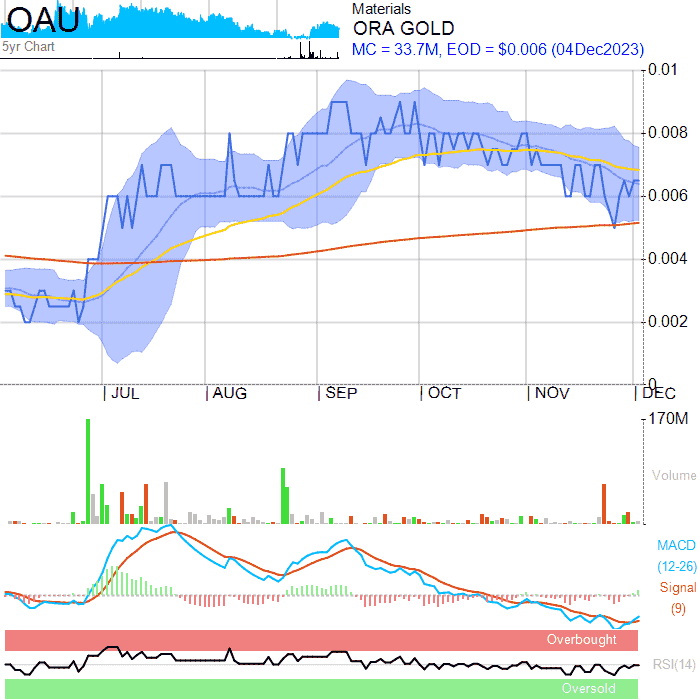 OAU
5yr Chart
Materials
ORA GOLD
MC = 33.7M, EOD = $0.006 (04Dec2023)
0.01
0.008
0.006
0.004
0.002
0
JUL AUG SEP OCT NOV DEC
170M
Volume
MACD
(12-26)
Signal
(9)
Overbought
RSI(14)
Oversold